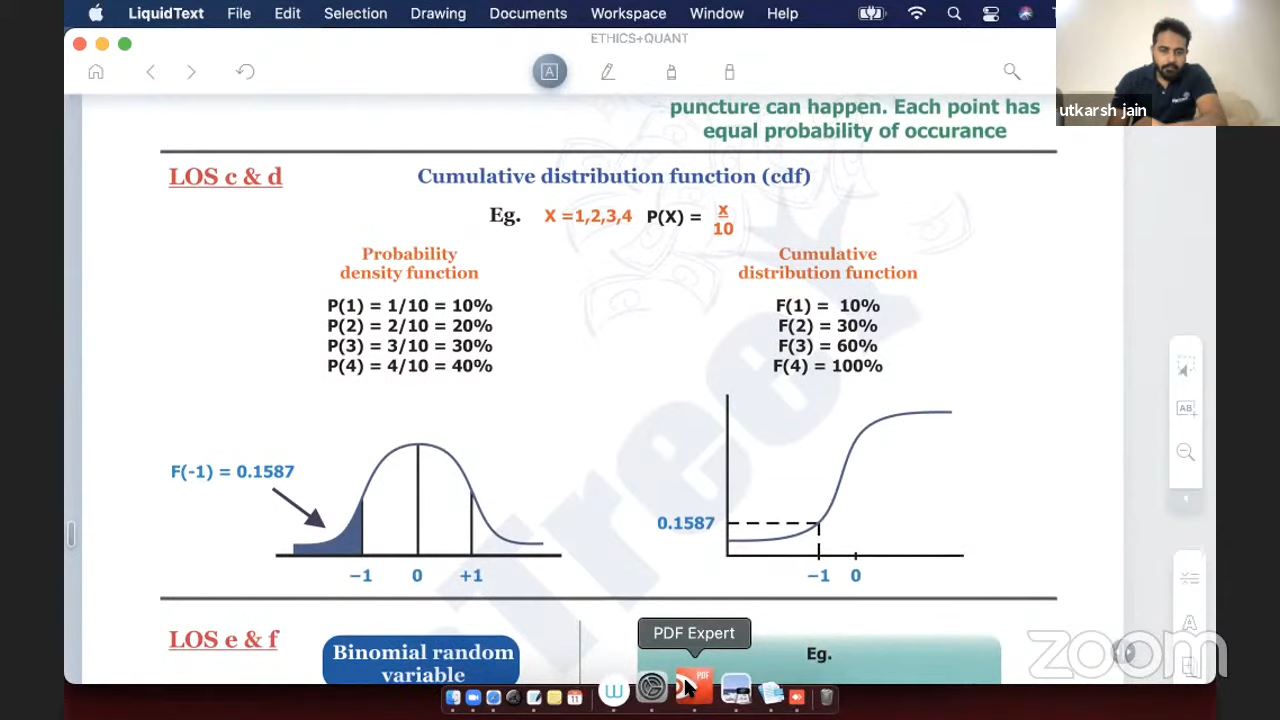 LiquidText File Edit Selection Drawing Documents Workspace Window Help
ETHICS+QUANT
A
utkarsh jain
puncture can happen. Each point has
equal probability of occurance
LOS c & d
Cumulative distribution function (cdf)
Eg. X =1,2,3,4 P(X) = x
10
Probability
density function
P(1) = 1/10 = 10%
P(2) = 2/10 = 20%
P(3) = 3/10 = 30%
P(4) = 4/10 = 40%
Cumulative
distribution function
F(1) = 10%
F(2) = 30%
F(3) = 60%
F(4) = 100%
AB
F(-1) = 0.1587
−1 0 +1
0.1587
−1 0
LOS e & f
Binomial random
variable
PDF Expert
Eg.
A
zoom
W
PDF
11